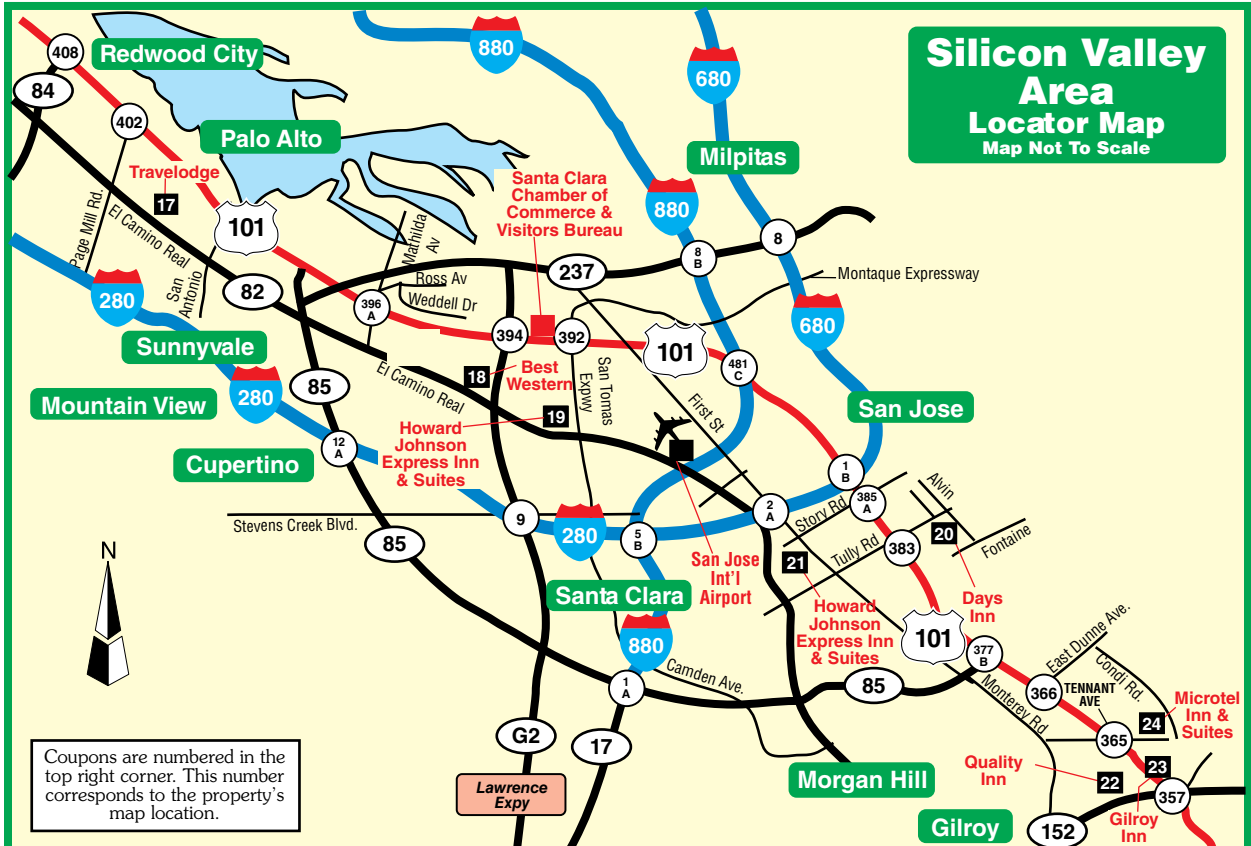 Silicon Valley
Area
Locator Map
Map Not To Scale
408
Redwood City
84
402
Palo Alto
880
680
Milpitas
Travelodge
17
Page Mill Rd.
El Camino Real
101
San
Antonio
280
82
Mathilda
Av
Ross Av
Weddell Dr
396
A
Santa Clara
Chamber of
Commerce &
Visitors Bureau
237
880
8
B
8
Montaque Expressway
680
Sunnyvale
280
85
Mountain View
Cupertino
12
A
El Camino Real
394
392
101
481
C
18
Best
Western
19
San Tomas
Expwy
First St
Howard
Johnson
Express Inn
& Suites
San Jose
1
B
385
A
Alvin
Story Rd
Tully Rd
383
20
Fontaine
2
A
21
Stevens Creek Blvd.
9
280
5
B
85
San Jose
Int'l
Airport
Santa Clara
880
Howard
Johnson
Express Inn
& Suites
Days
Inn
101
377
B
East Dunne Ave.
Condi Rd.
366
TENNANT
AVE
Monterey Rd
365
24
Microtel
Inn &
Suites
Camden Ave.
1
A
85
G2
17
Lawrence
Expy
Morgan Hill
Quality
Inn
22
23
357
Gilroy
Inn
Gilroy
152
N
Coupons are numbered in the
top right corner. This number
corresponds to the property's
map location.